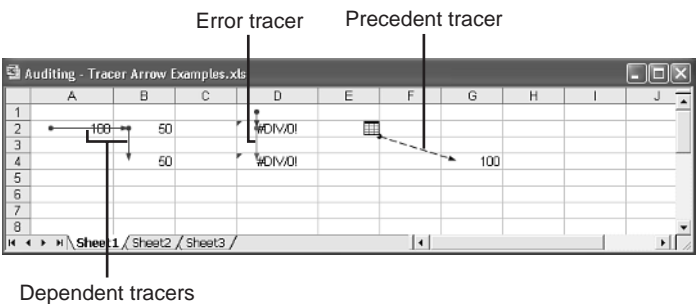 Error tracer
Precedent tracer
Auditing - Tracer Arrow Examples.xls
A B C D E F G H I J
1
2 100 50 #DIV/0!
3
4 50 #DIV/0! 100
5
6
7
8
Sheet1 / Sheet2 / Sheet3 /
Dependent tracers